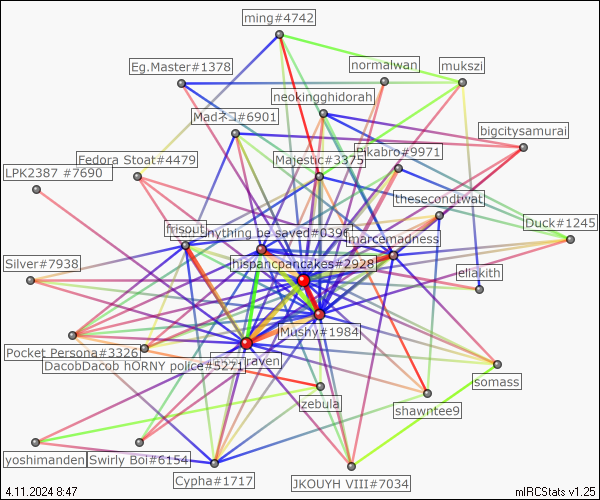 ming#4742
Eg.Master#1378
normalwan
mukszi
neokingghidorah
Madネコ#6901
bigcitysamurai
Fedora Stoat#4479
Majestic#3375
Pikabro#9971
LPK2387 #7690
thesecondtwat
frisout
anything be saved#0396
marcemadness
Duck#1245
Silver#7938
hispanicpancakes#2928
ellakith
Mushy#1984
Pocket Persona#3326
DacobDacob hORNY police#5271
raven
somass
zebula
shawntee9
yoshimanden
Swirly Boi#6154
Cypha#1717
JKOUYH VIII#7034
4.11.2024 8:47
mIRCStats v1.25